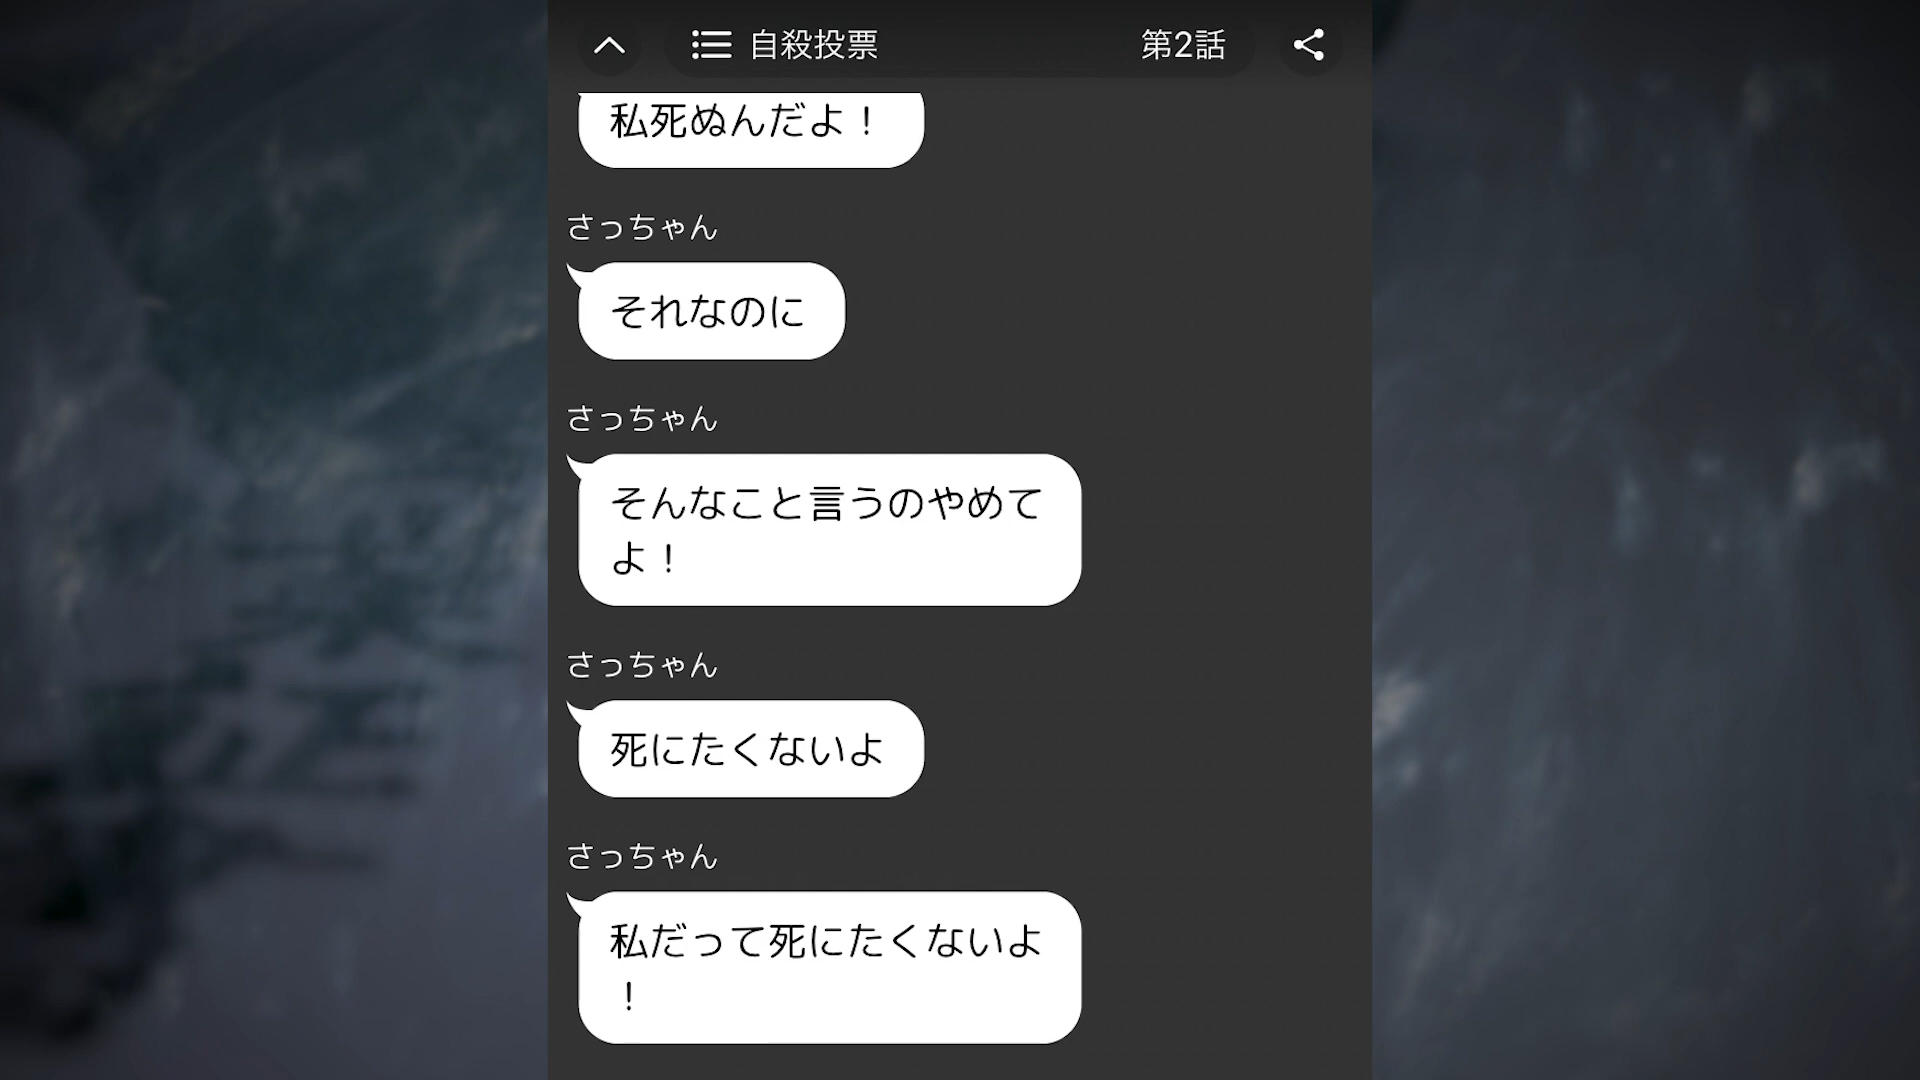 自殺投票 第2話
私死ぬんだよ！
さっちゃん
それなのに
さっちゃん
そんなこと言うのやめて
よ！
さっちゃん
死にたくないよ
さっちゃん
私だって死にたくないよ
！